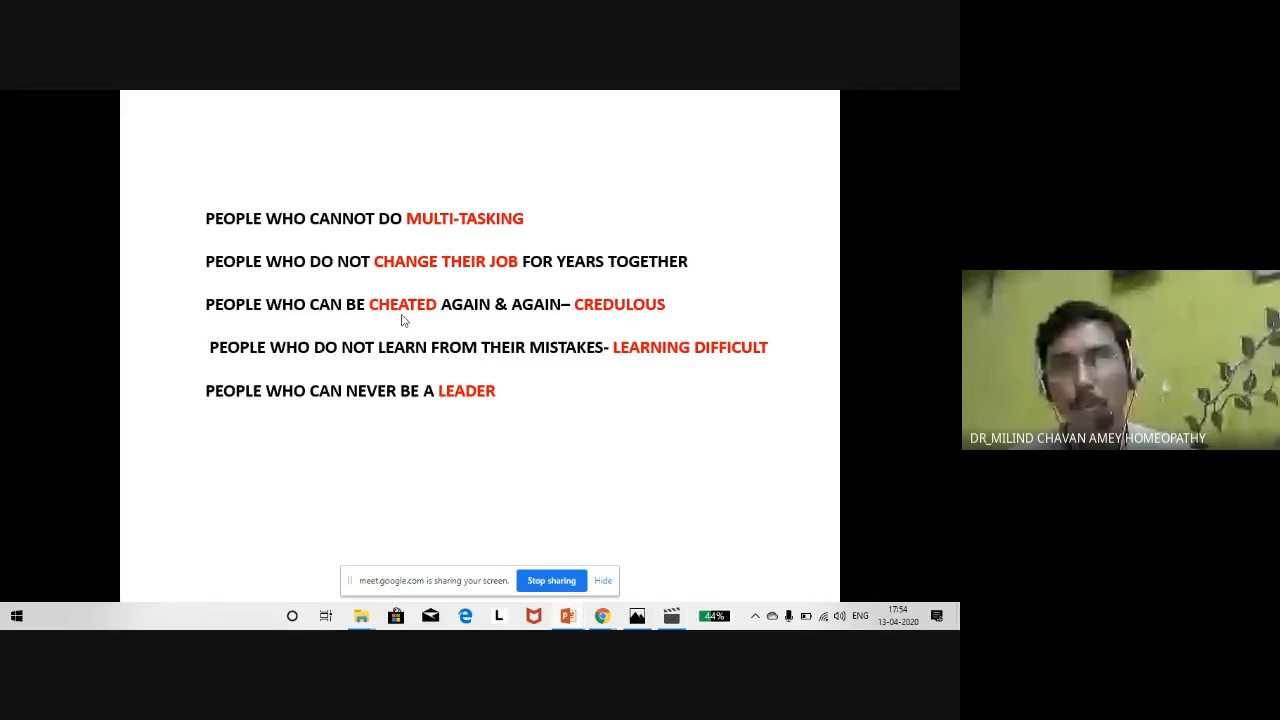 PEOPLE WHO CANNOT DO MULTI-TASKING
PEOPLE WHO DO NOT CHANGE THEIR JOB FOR YEARS TOGETHER
PEOPLE WHO CAN BE CHEATED AGAIN & AGAIN– CREDULOUS
PEOPLE WHO DO NOT LEARN FROM THEIR MISTAKES- LEARNING DIFFICULT
PEOPLE WHO CAN NEVER BE A LEADER
DR_MILIND CHAVAN AMEY HOMEOPATHY
meet.google.com is sharing your screen. Stop sharing Hide
L 44% ENG 17:54
13-04-2020